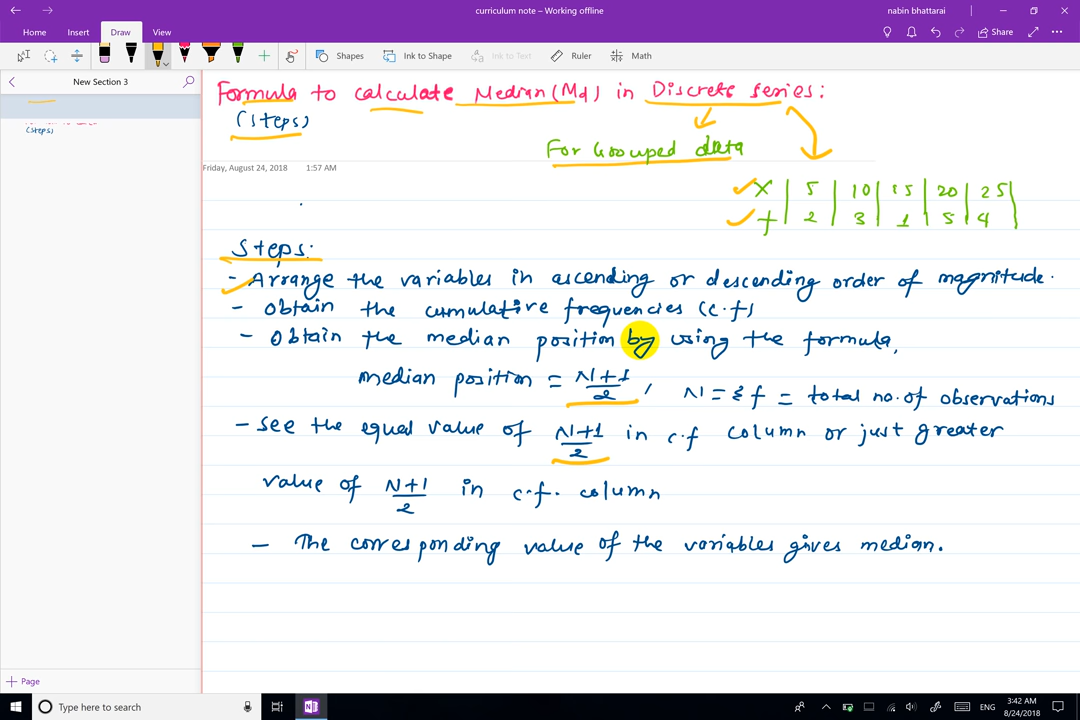 curriculum note – Working offline
nabin bhattarai
Home Insert Draw View
Share
Shapes Ink to Shape Ink to Text Ruler Math
New Section 3
(Steps)
Formula to calculate Median (Md) in Discrete series:
(Steps)
For Grouped data
Friday, August 24, 2018 1:57 AM
X | 5 | 10 | 15 | 20 | 25 |
f | 2 | 3 | 1 | 5 | 4 |
Steps:
- Arrange the variables in ascending or descending order of magnitude.
- Obtain the cumulative frequencies (c.f)
- Obtain the median position by using the formula,
median position = N+1/2, N = Σf = total no. of observations
- See the equal value of N+1/2 in c.f column or just greater
value of N+1/2 in c.f. column
- The corresponding value of the variables gives median.
+ Page
Type here to search
ENG
3:42 AM
8/24/2018